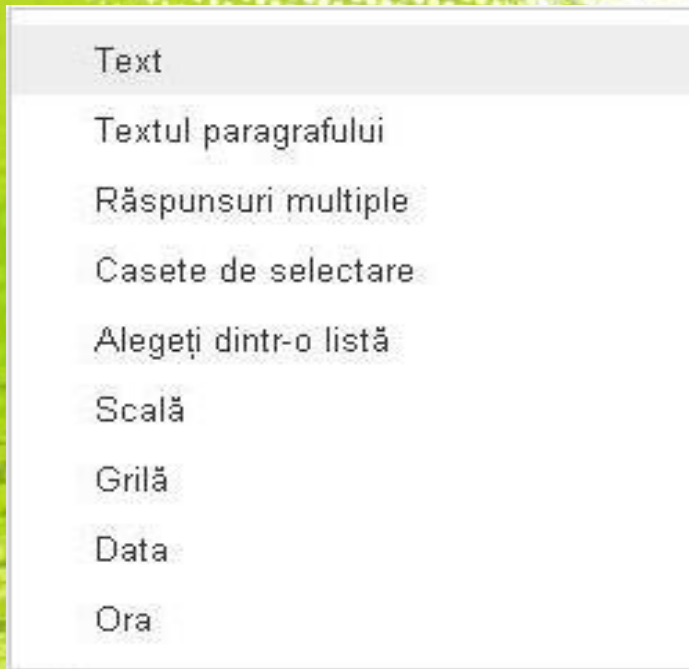 Text
Textul paragrafului
Răspunsuri multiple
Casete de selectare
Alegeți dintr-o listă
Scală
Grilă
Data
Ora